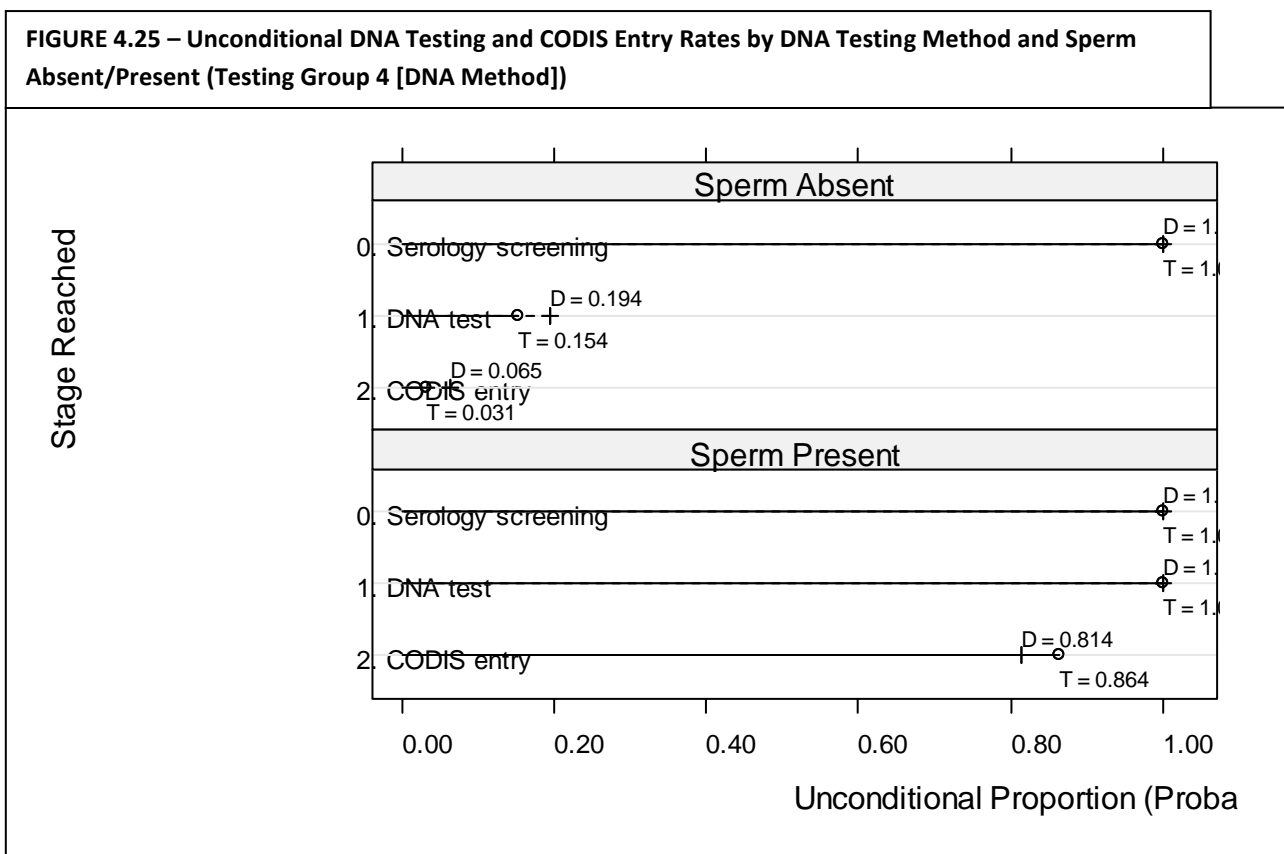 FIGURE 4.25 – Unconditional DNA Testing and CODIS Entry Rates by DNA Testing Method and Sperm
Absent/Present (Testing Group 4 [DNA Method])
Stage Reached
Sperm Absent
0. Serology screening
D = 1.
T = 1.
1. DNA test
D = 0.194
T = 0.154
2. CODIS entry
D = 0.065
T = 0.031
Sperm Present
0. Serology screening
D = 1.
T = 1.
1. DNA test
D = 1.
T = 1.
2. CODIS entry
D = 0.814
T = 0.864
0.00 0.20 0.40 0.60 0.80 1.00
Unconditional Proportion (Proba